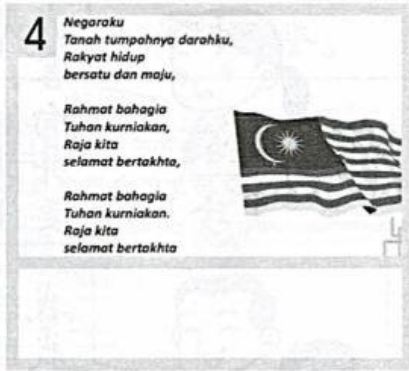 4
Negaraku
Tanah tumpahnya darahku,
Rakyat hidup
bersatu dan maju,
Rahmat bahagia
Tuhan kurniakan,
Raja kita
selamat bertakhta,
Rahmat bahagia
Tuhan kurniakan.
Raja kita
selamat bertakhta